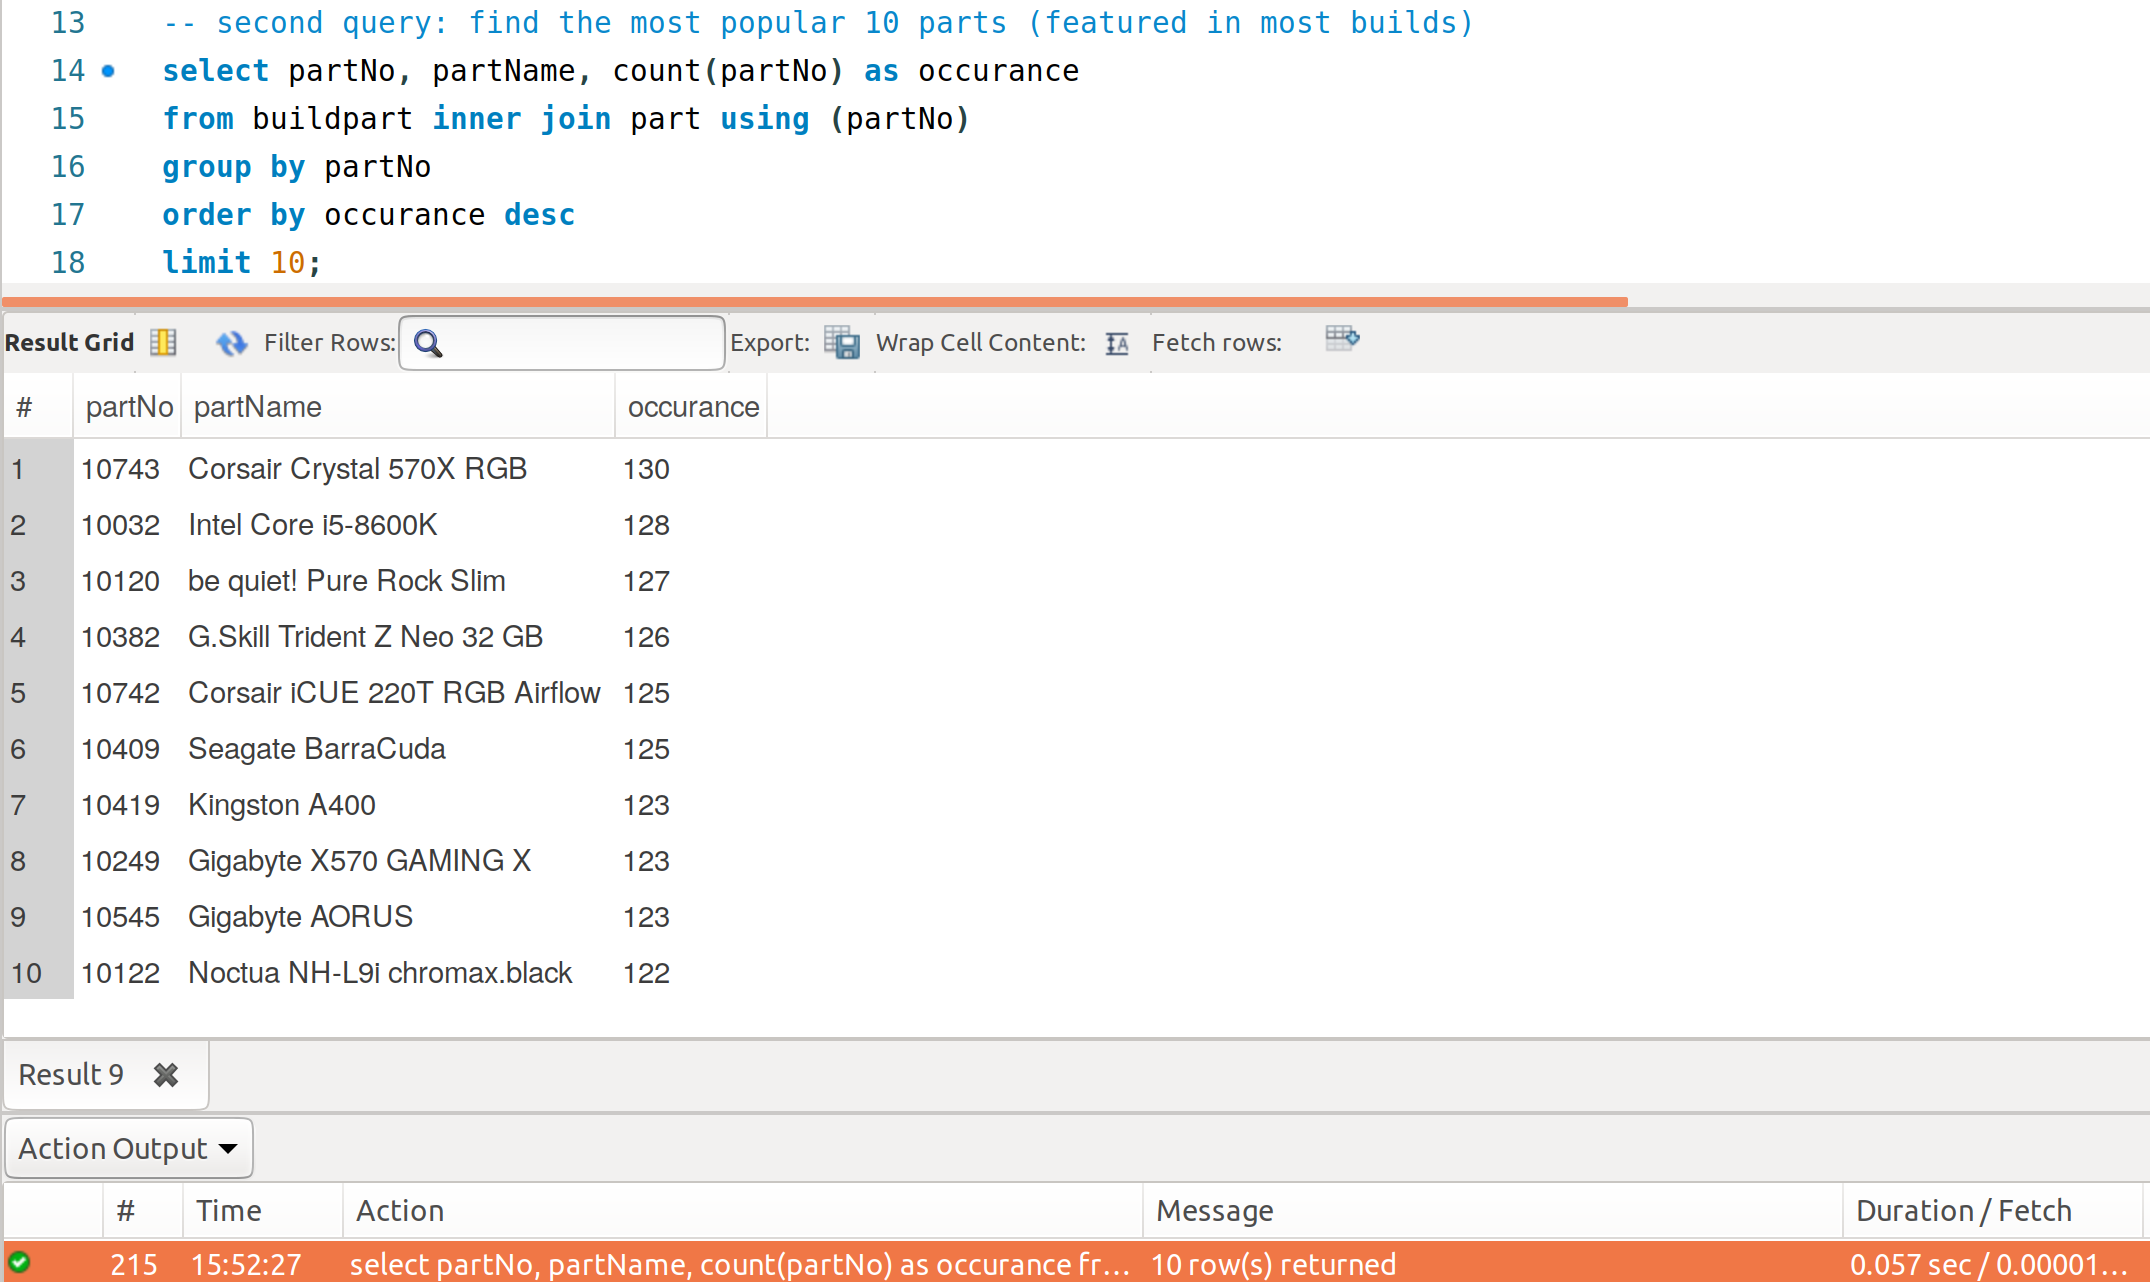 13 -- second query: find the most popular 10 parts (featured in most builds)
14 select partNo, partName, count(partNo) as occurance
15 from buildpart inner join part using (partNo)
16 group by partNo
17 order by occurance desc
18 limit 10;
Result Grid Filter Rows: Export: Wrap Cell Content: Fetch rows:
# partNo partName occurance
1 10743 Corsair Crystal 570X RGB 130
2 10032 Intel Core i5-8600K 128
3 10120 be quiet! Pure Rock Slim 127
4 10382 G.Skill Trident Z Neo 32 GB 126
5 10742 Corsair iCUE 220T RGB Airflow 125
6 10409 Seagate BarraCuda 125
7 10419 Kingston A400 123
8 10249 Gigabyte X570 GAMING X 123
9 10545 Gigabyte AORUS 123
10 10122 Noctua NH-L9i chromax.black 122
Result 9
Action Output
# Time Action Message Duration / Fetch
215 15:52:27 select partNo, partName, count(partNo) as occurance fr... 10 row(s) returned 0.057 sec / 0.00001...